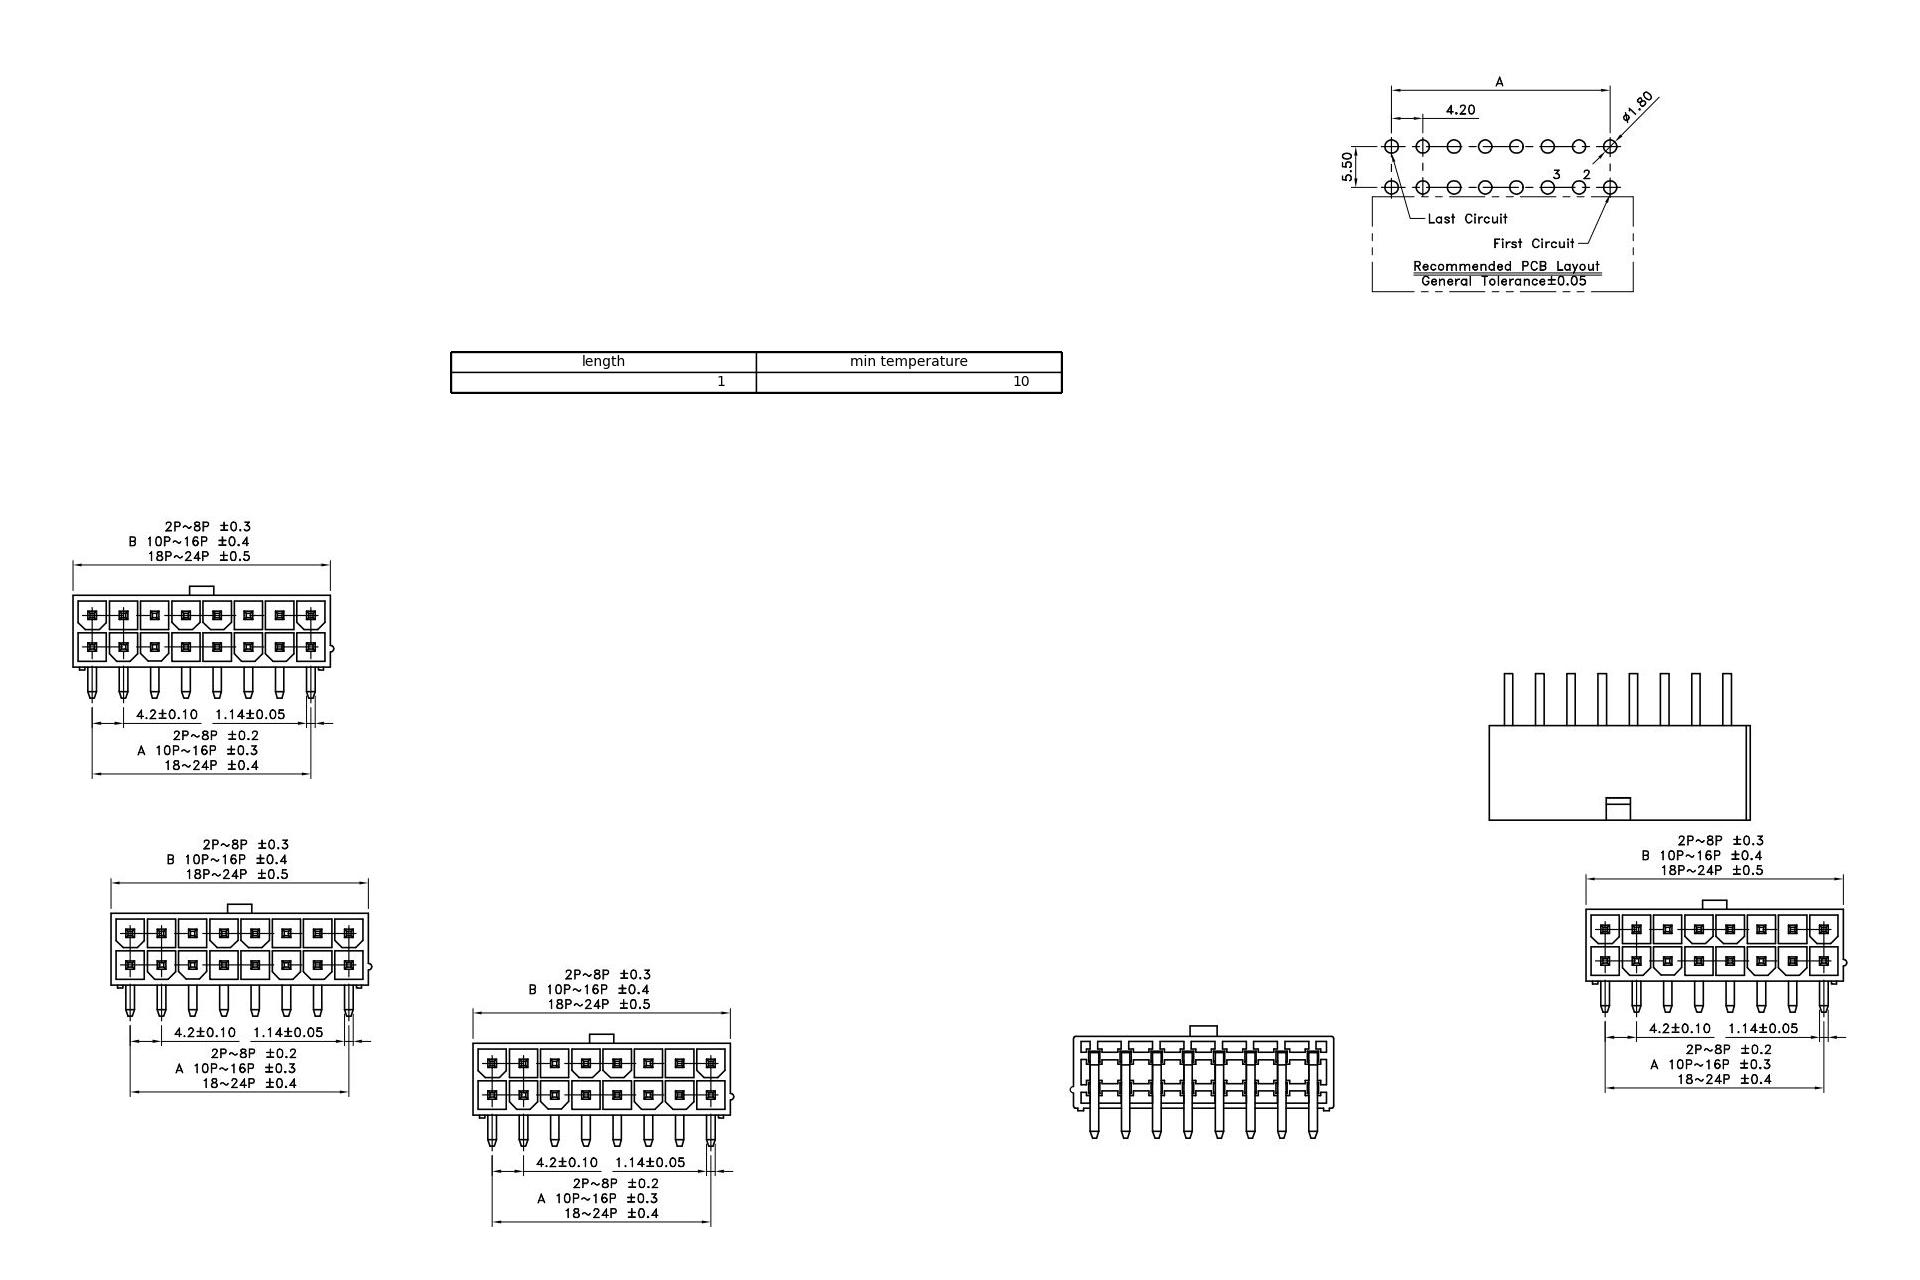 A
4.20
ø1.80
5.50
3 2
Last Circuit
First Circuit
Recommended PCB Layout
General Tolerance±0.05
length min temperature
1 10
2P~8P ±0.3
B 10P~16P ±0.4
18P~24P ±0.5
4.2±0.10 1.14±0.05
2P~8P ±0.2
A 10P~16P ±0.3
18~24P ±0.4
2P~8P ±0.3
B 10P~16P ±0.4
18P~24P ±0.5
4.2±0.10 1.14±0.05
2P~8P ±0.2
A 10P~16P ±0.3
18~24P ±0.4
2P~8P ±0.3
B 10P~16P ±0.4
18P~24P ±0.5
4.2±0.10 1.14±0.05
2P~8P ±0.2
A 10P~16P ±0.3
18~24P ±0.4
2P~8P ±0.3
B 10P~16P ±0.4
18P~24P ±0.5
4.2±0.10 1.14±0.05
2P~8P ±0.2
A 10P~16P ±0.3
18~24P ±0.4